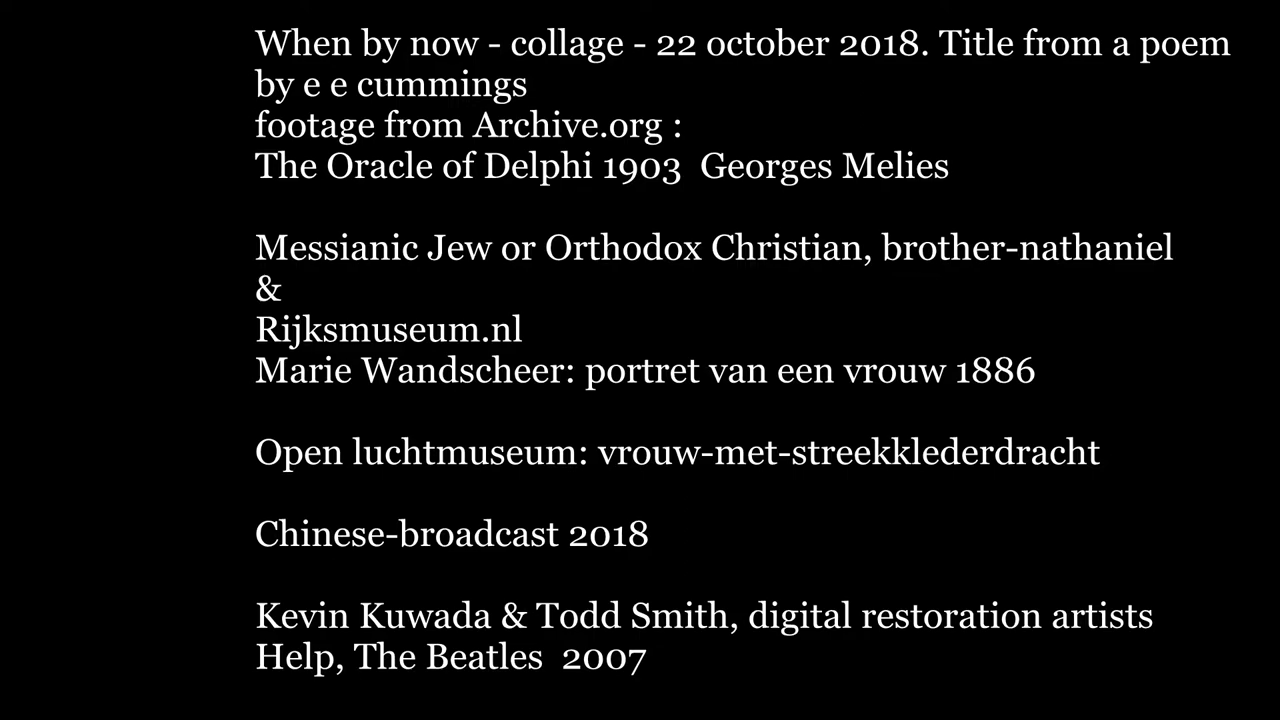 When by now - collage - 22 october 2018. Title from a poem
by e e cummings
footage from Archive.org :
The Oracle of Delphi 1903  Georges Melies
Messianic Jew or Orthodox Christian, brother-nathaniel
&
Rijksmuseum.nl
Marie Wandscheer: portret van een vrouw 1886
Open luchtmuseum: vrouw-met-streekklederdracht
Chinese-broadcast 2018
Kevin Kuwada & Todd Smith, digital restoration artists
Help, The Beatles  2007